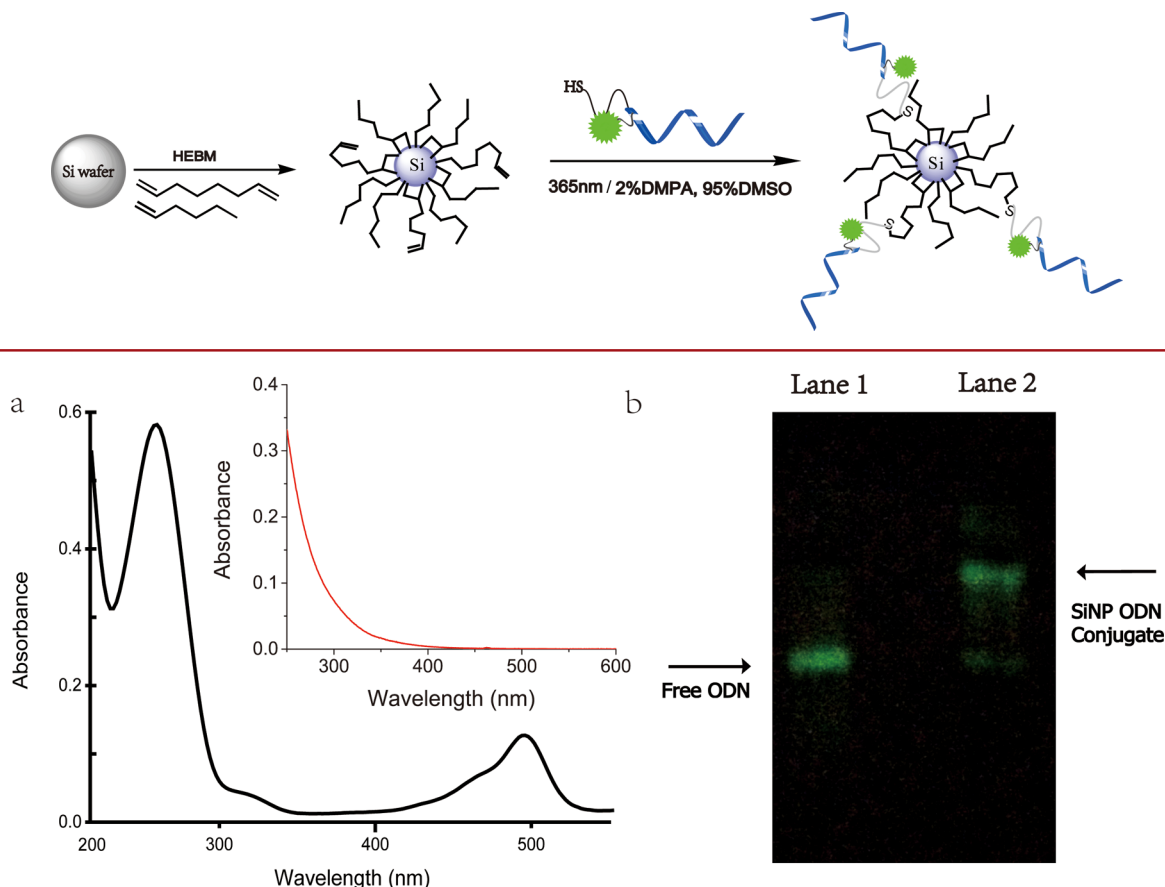 HS
Si wafer
HEBM
Si
365nm / 2%DMPA, 95%DMSO
S
Si
S
S
a
0.6
0.4
0.2
0.0
Absorbance
200
300
400
500
Wavelength (nm)
0.4
0.3
0.2
0.1
0.0
Absorbance
300
400
500
600
Wavelength (nm)
b
Lane 1
Lane 2
Free ODN
SiNP ODN
Conjugate